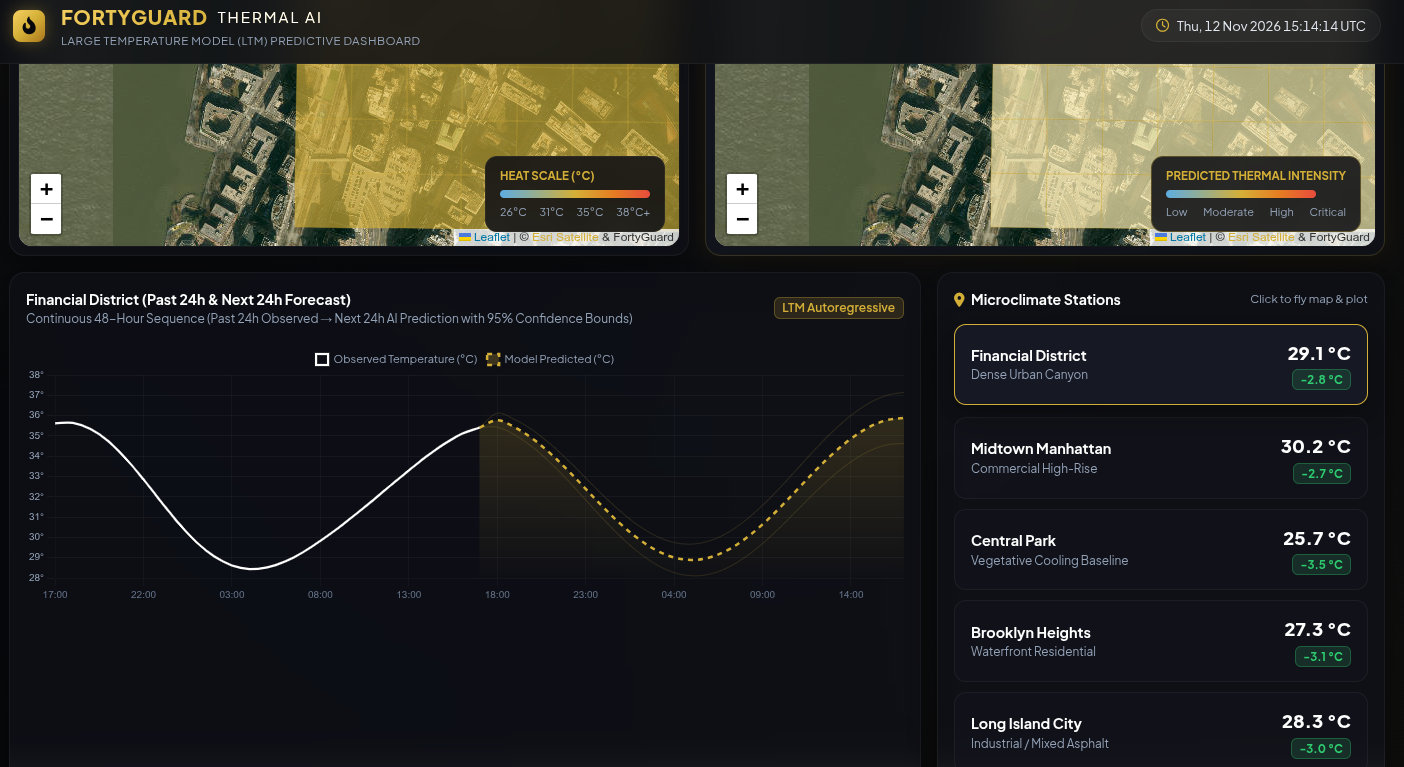 FORTYGUARD THERMAL AI
LARGE TEMPERATURE MODEL (LTM) PREDICTIVE DASHBOARD
Thu, 12 Nov 2026 15:14:14 UTC
+
−
HEAT SCALE (°C)
26°C 31°C 35°C 38°C+
Leaflet | © Esri Satellite & FortyGuard
+
−
PREDICTED THERMAL INTENSITY
Low Moderate High Critical
Leaflet | © Esri Satellite & FortyGuard
Financial District (Past 24h & Next 24h Forecast)
Continuous 48-Hour Sequence (Past 24h Observed → Next 24h AI Prediction with 95% Confidence Bounds)
LTM Autoregressive
Observed Temperature (°C) Model Predicted (°C)
38°
37°
36°
35°
34°
33°
32°
31°
30°
29°
28°
17:00 22:00 03:00 08:00 13:00 18:00 23:00 04:00 09:00 14:00
Microclimate Stations
Click to fly map & plot
Financial District
Dense Urban Canyon
29.1 °C
-2.8 °C
Midtown Manhattan
Commercial High-Rise
30.2 °C
-2.7 °C
Central Park
Vegetative Cooling Baseline
25.7 °C
-3.5 °C
Brooklyn Heights
Waterfront Residential
27.3 °C
-3.1 °C
Long Island City
Industrial / Mixed Asphalt
28.3 °C
-3.0 °C